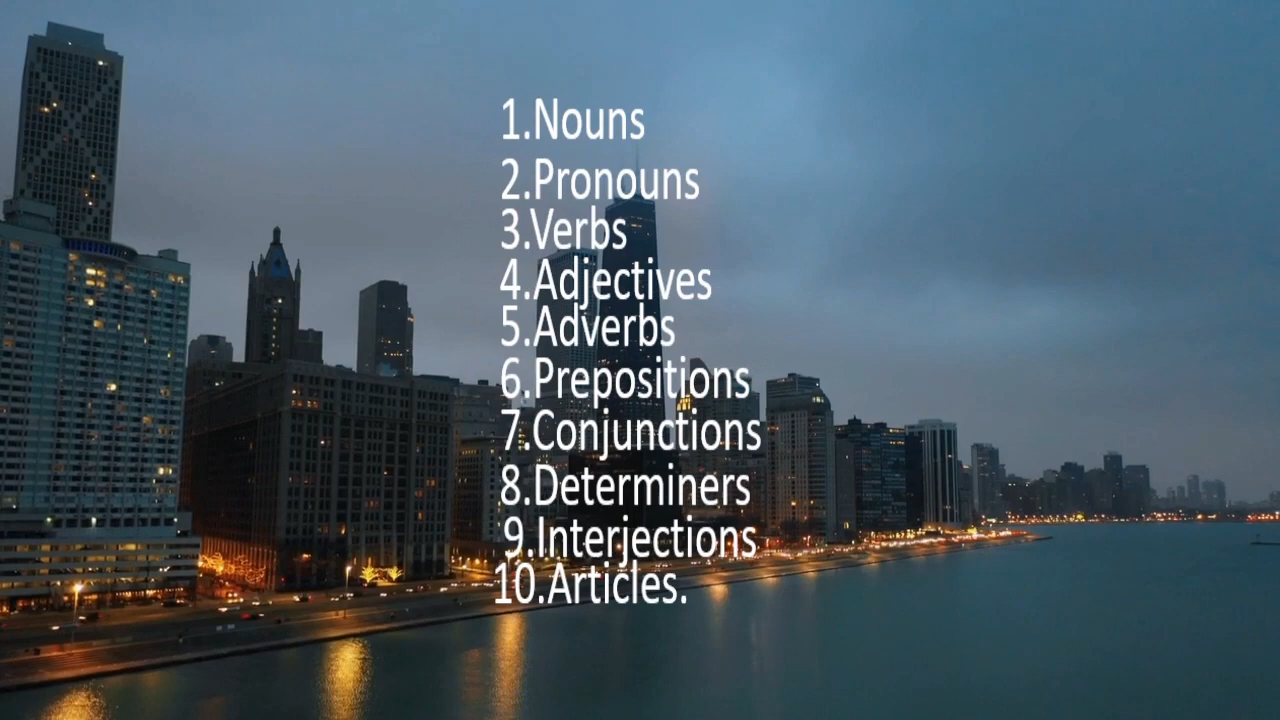 1.Nouns
2.Pronouns
3.Verbs
4.Adjectives
5.Adverbs
6.Prepositions
7.Conjunctions
8.Determiners
9.Interjections
10.Articles.